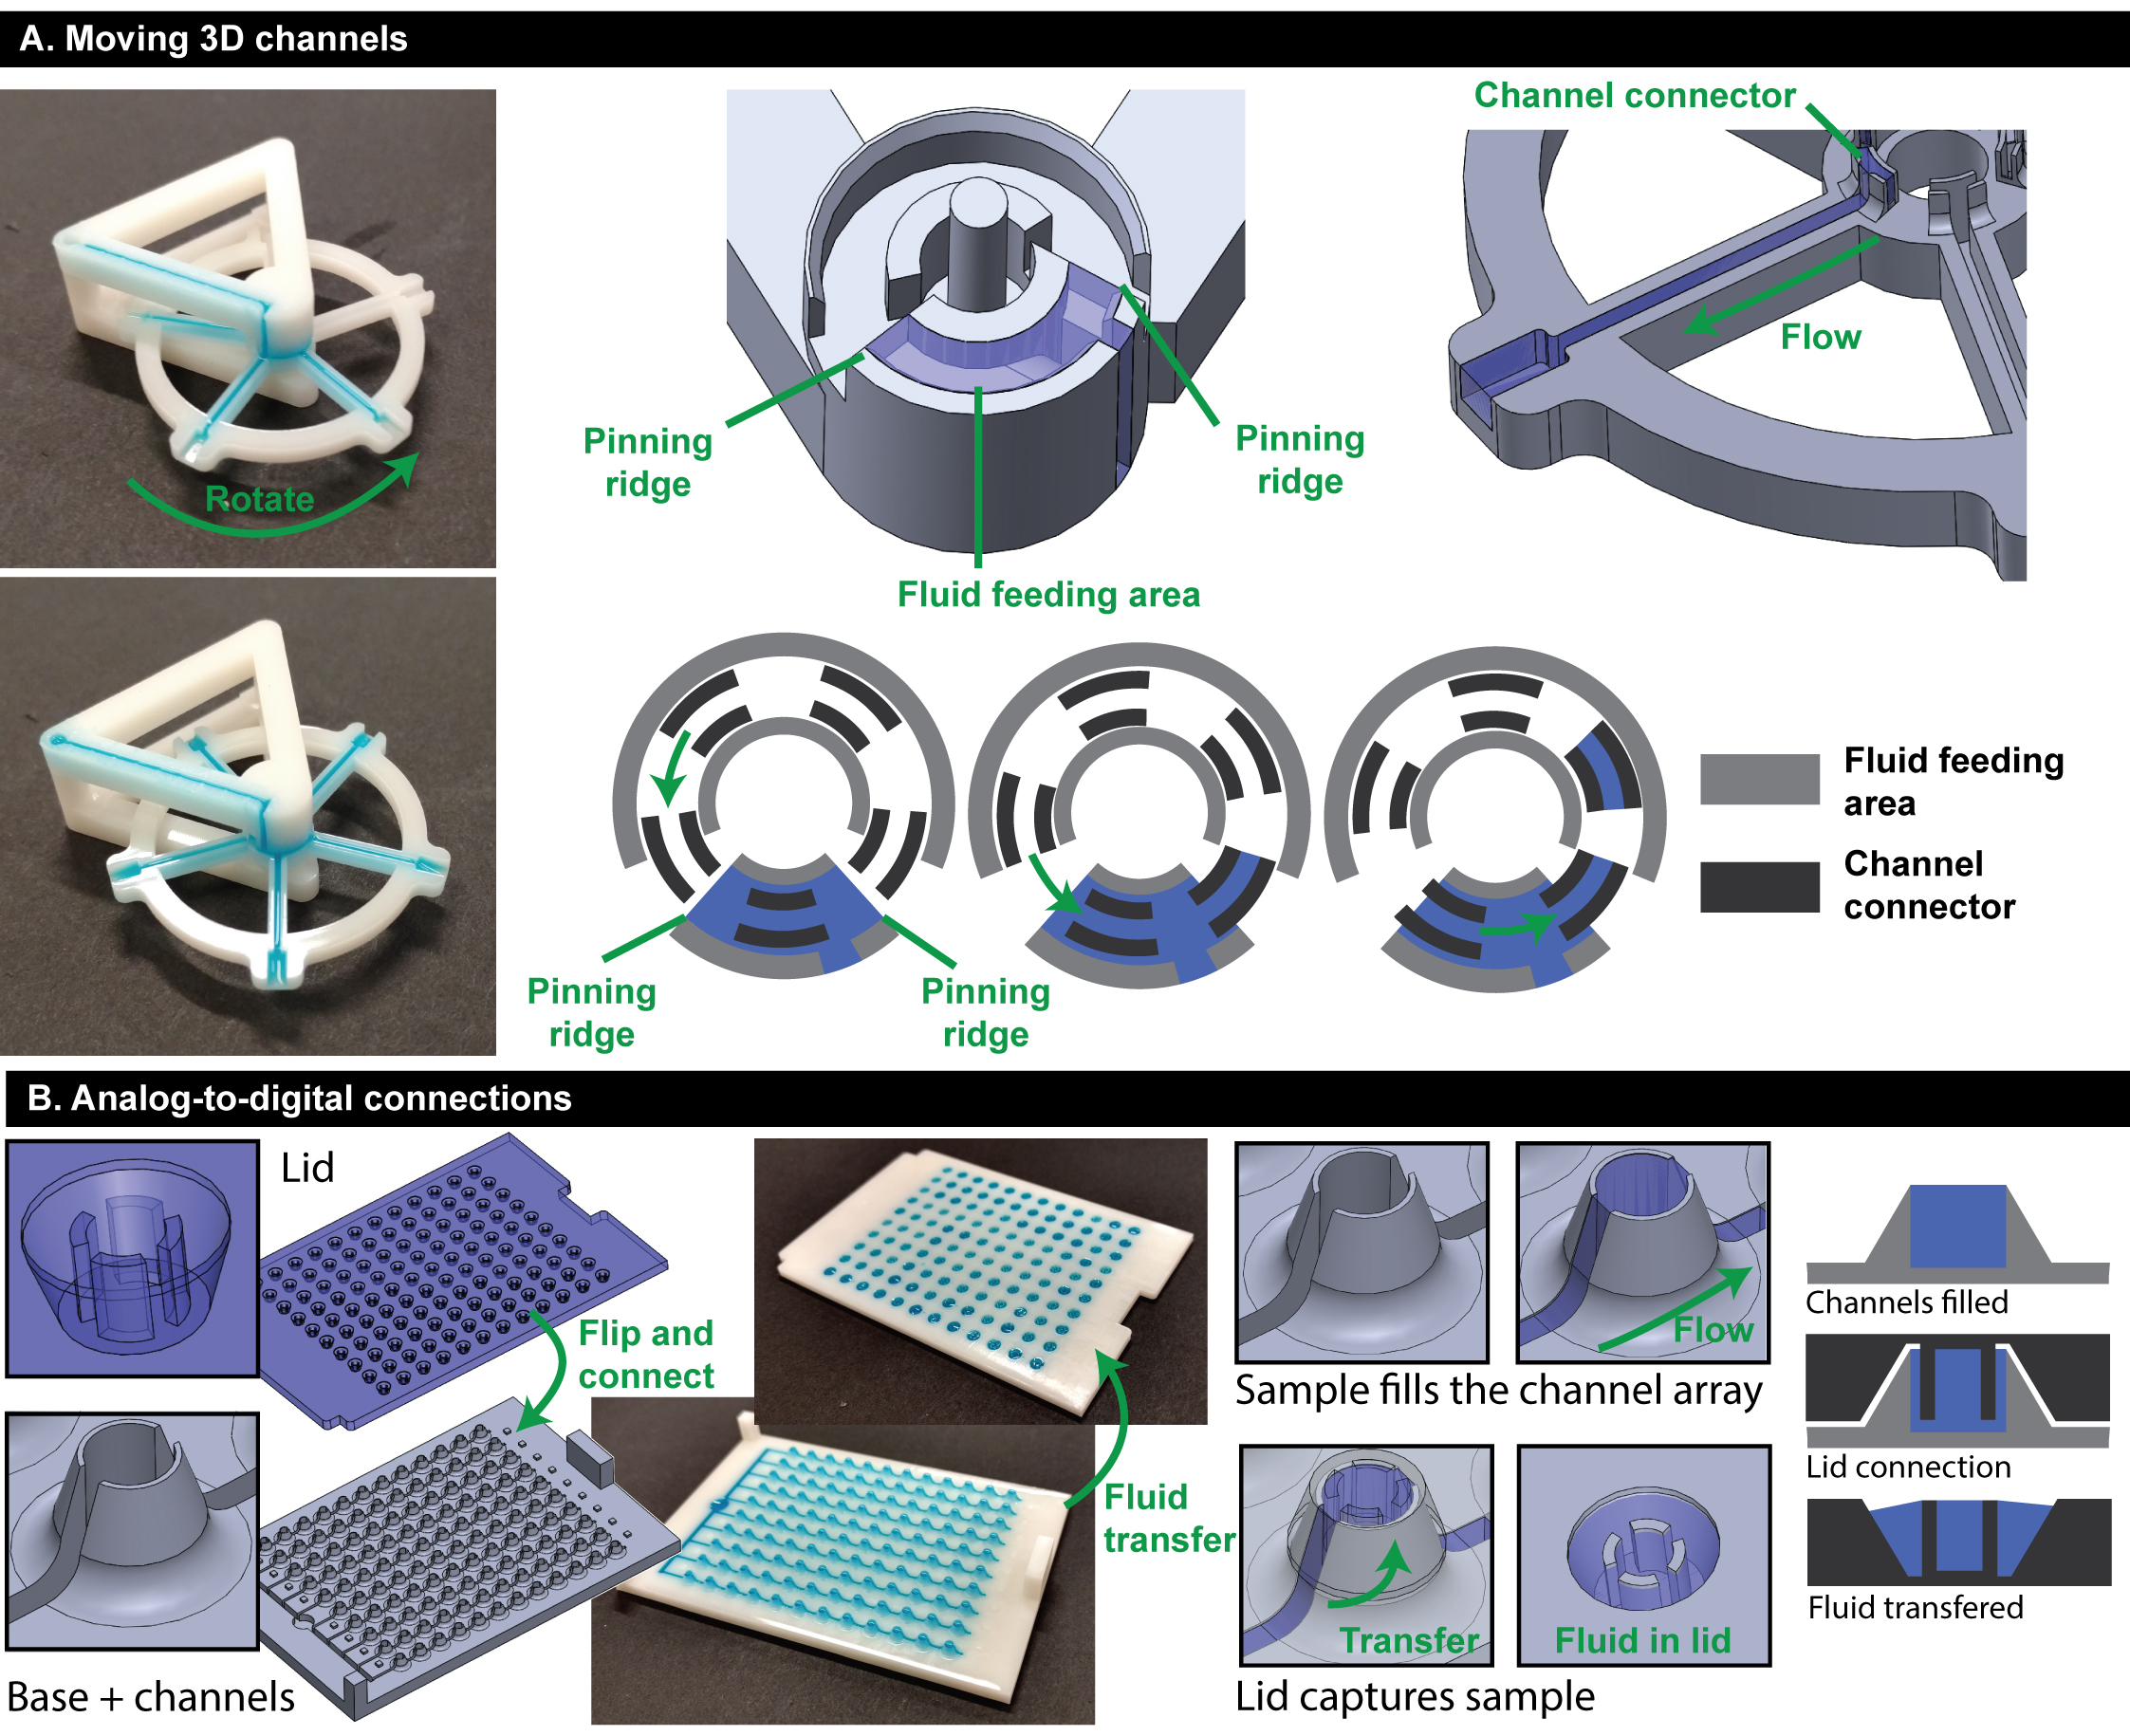 A. Moving 3D channels
Channel connector
Rotate
Pinning
ridge
Pinning
ridge
Flow
Fluid feeding area
Fluid feeding
area
Channel
connector
Pinning
ridge
Pinning
ridge
B. Analog-to-digital connections
Lid
Flip and
connect
Base + channels
Fluid
transfer
Flow
Sample fills the channel array
Transfer
Fluid in lid
Lid captures sample
Channels filled
Lid connection
Fluid transfered